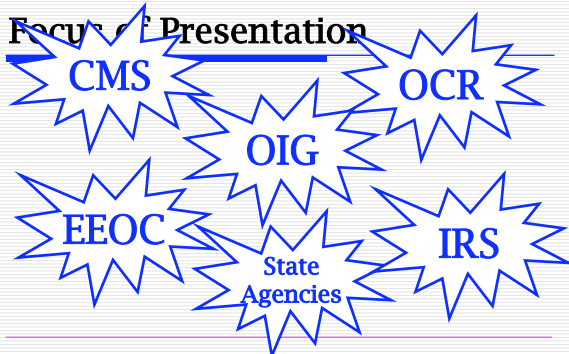 Focus of Presentation
CMS
OCR
OIG
EEOC
IRS
State
Agencies